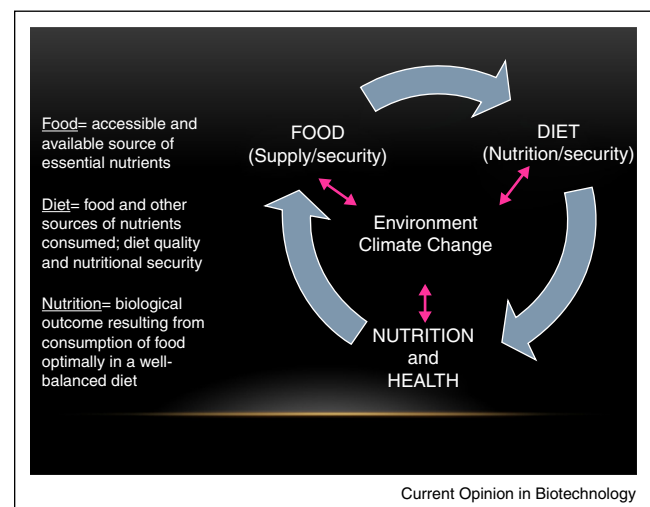 Food= accessible and
available source of
essential nutrients
Diet= food and other
sources of nutrients
consumed; diet quality
and nutritional security
Nutrition= biological
outcome resulting from
consumption of food
optimally in a well-
balanced diet
FOOD
(Supply/security)
DIET
(Nutrition/security)
Environment
Climate Change
NUTRITION
and
HEALTH
Current Opinion in Biotechnology